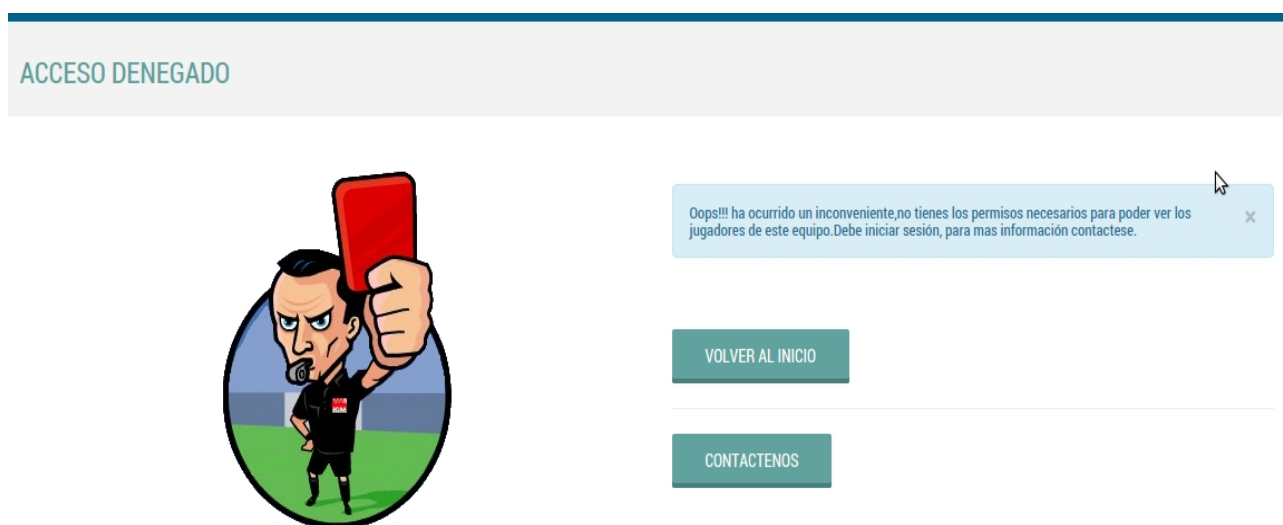 ACCESO DENEGADO
Oops!!! ha ocurrido un inconveniente,no tienes los permisos necesarios para poder ver los
jugadores de este equipo.Debe iniciar sesión, para mas información contactese.
x
VOLVER AL INICIO
CONTACTENOS